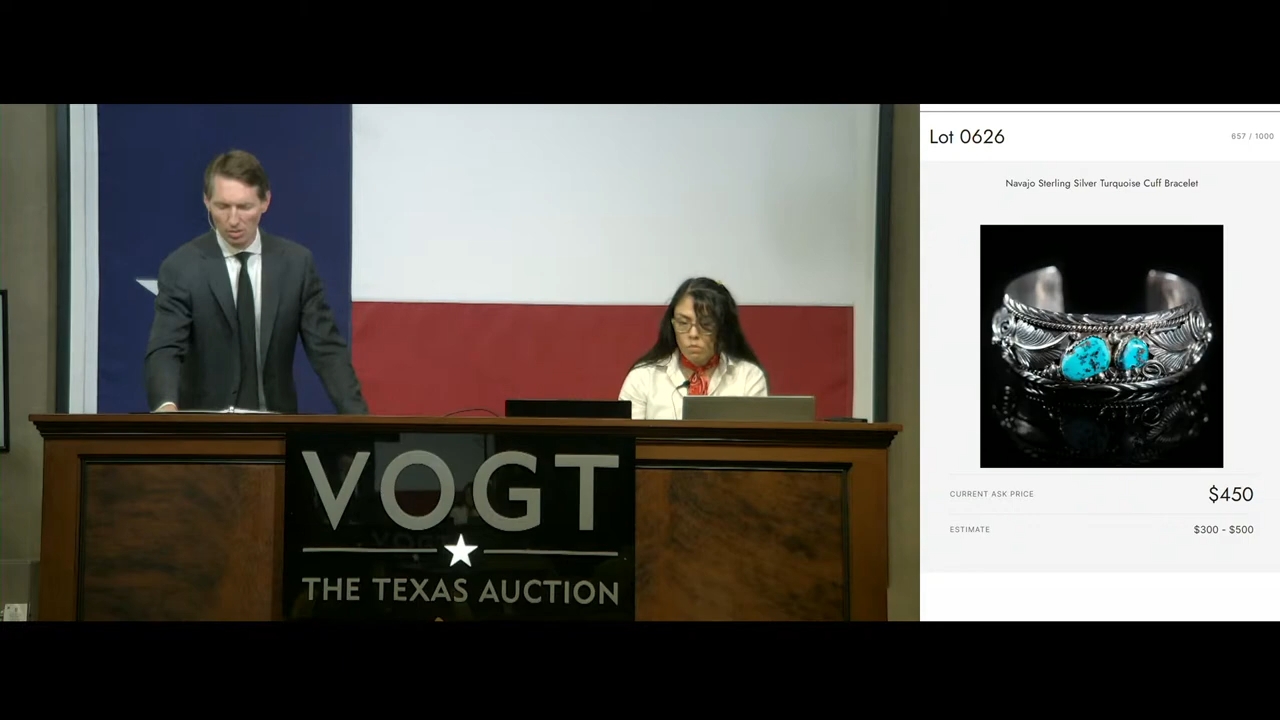 VOGT
THE TEXAS AUCTION
Lot 0626
657 / 1000
Navajo Sterling Silver Turquoise Cuff Bracelet
CURRENT ASK PRICE
$450
ESTIMATE
$300 - $500